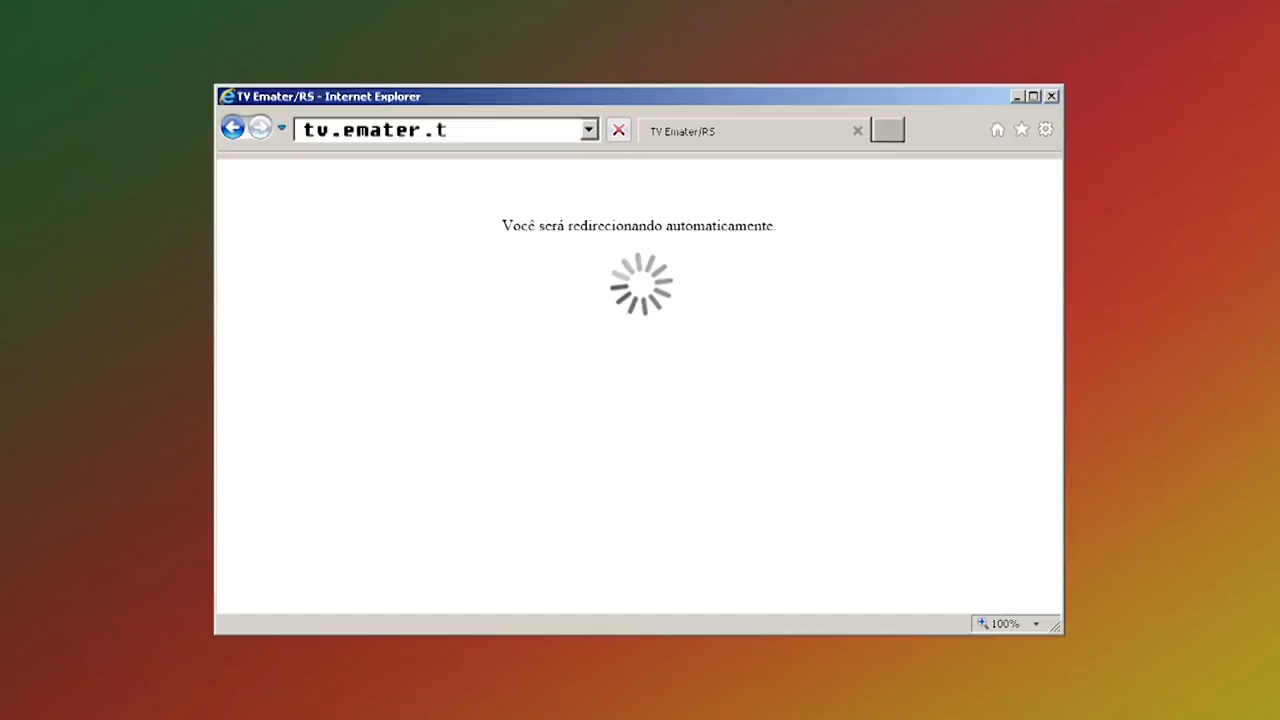 TV Emater/RS - Internet Explorer
tv.emater.t
TV Emater/RS
Você será redirecionando automaticamente.
100%